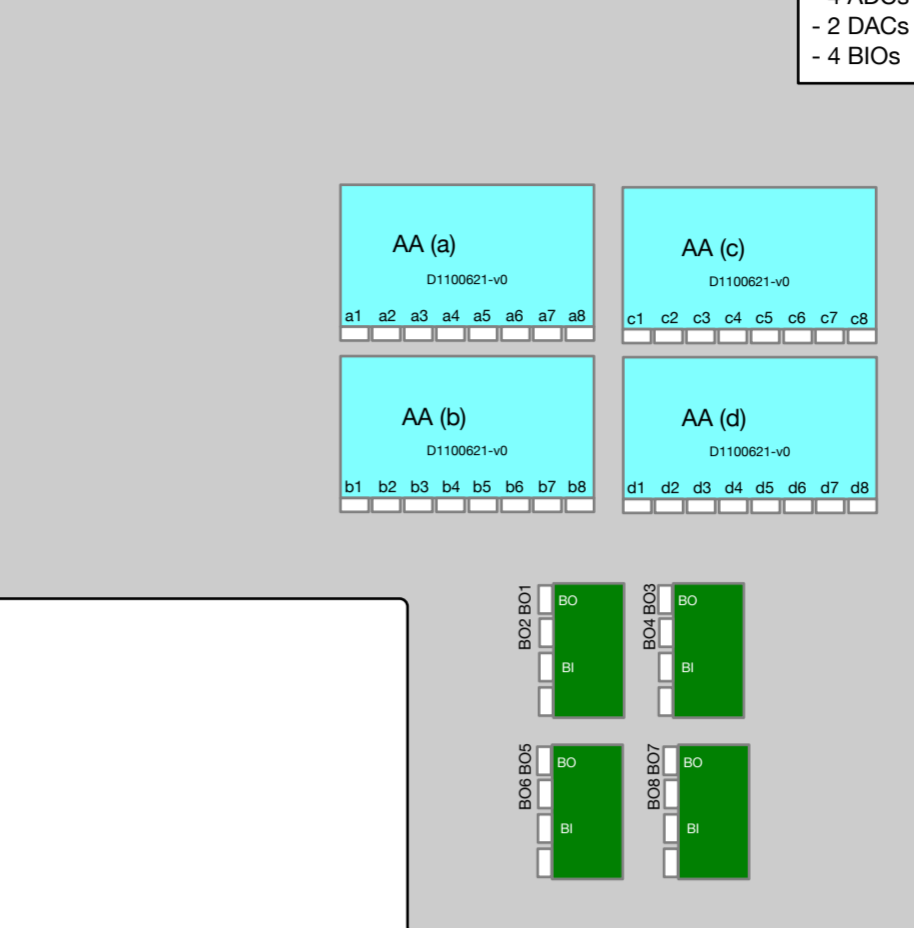 4 ADCs
- 2 DACs
- 4 BIOs
AA (a)
D1100621-v0
a1 a2 a3 a4 a5 a6 a7 a8
AA (c)
D1100621-v0
c1 c2 c3 c4 c5 c6 c7 c8
AA (b)
D1100621-v0
b1 b2 b3 b4 b5 b6 b7 b8
AA (d)
D1100621-v0
d1 d2 d3 d4 d5 d6 d7 d8
BO2 BO1
BO
BI
BO4 BO3
BO
BI
BO6 BO5
BO
BI
BO8 BO7
BO
BI